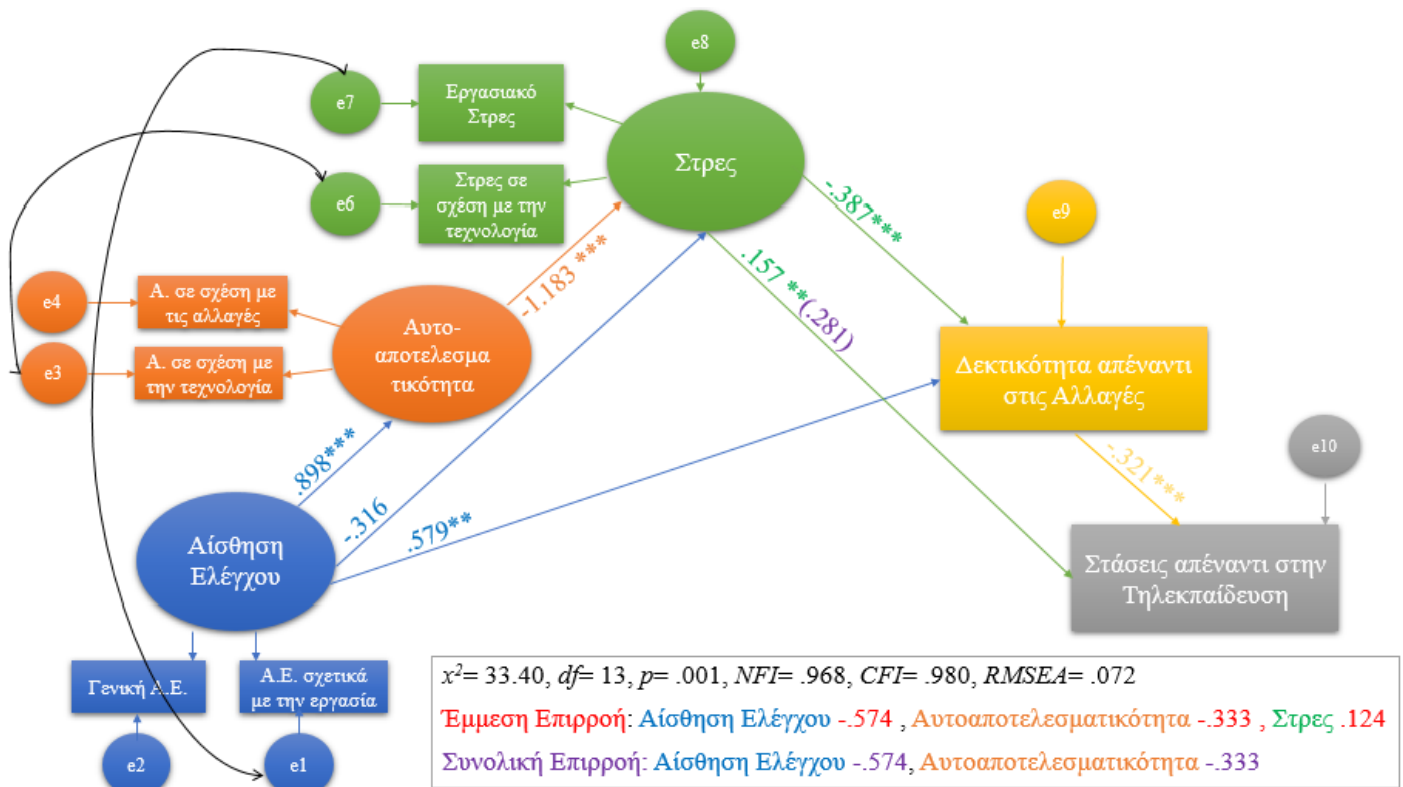 e8
e7
Εργασιακό
Στρες
Στρες
e6
Στρες σε
σχέση με την
τεχνολογία
-.387***
e9
.157 **(.281)
-1.183 ***
e4
Α. σε σχέση με
τις αλλαγές
e3
Α. σε σχέση με
την τεχνολογία
Αυτο-
αποτελεσμα
τικότητα
Δεκτικότητα απέναντι
στις Αλλαγές
.898***
-.316
.579**
-.321***
e10
Αίσθηση
Ελέγχου
Στάσεις απέναντι στην
Τηλεκπαίδευση
Γενική Α.Ε.
Α.Ε. σχετικά
με την εργασία
e2
e1
x²= 33.40, df= 13, p= .001, NFI= .968, CFI= .980, RMSEA= .072
Έμμεση Επιρροή: Αίσθηση Ελέγχου -.574 , Αυτοαποτελεσματικότητα -.333 , Στρες .124
Συνολική Επιρροή: Αίσθηση Ελέγχου -.574, Αυτοαποτελεσματικότητα -.333